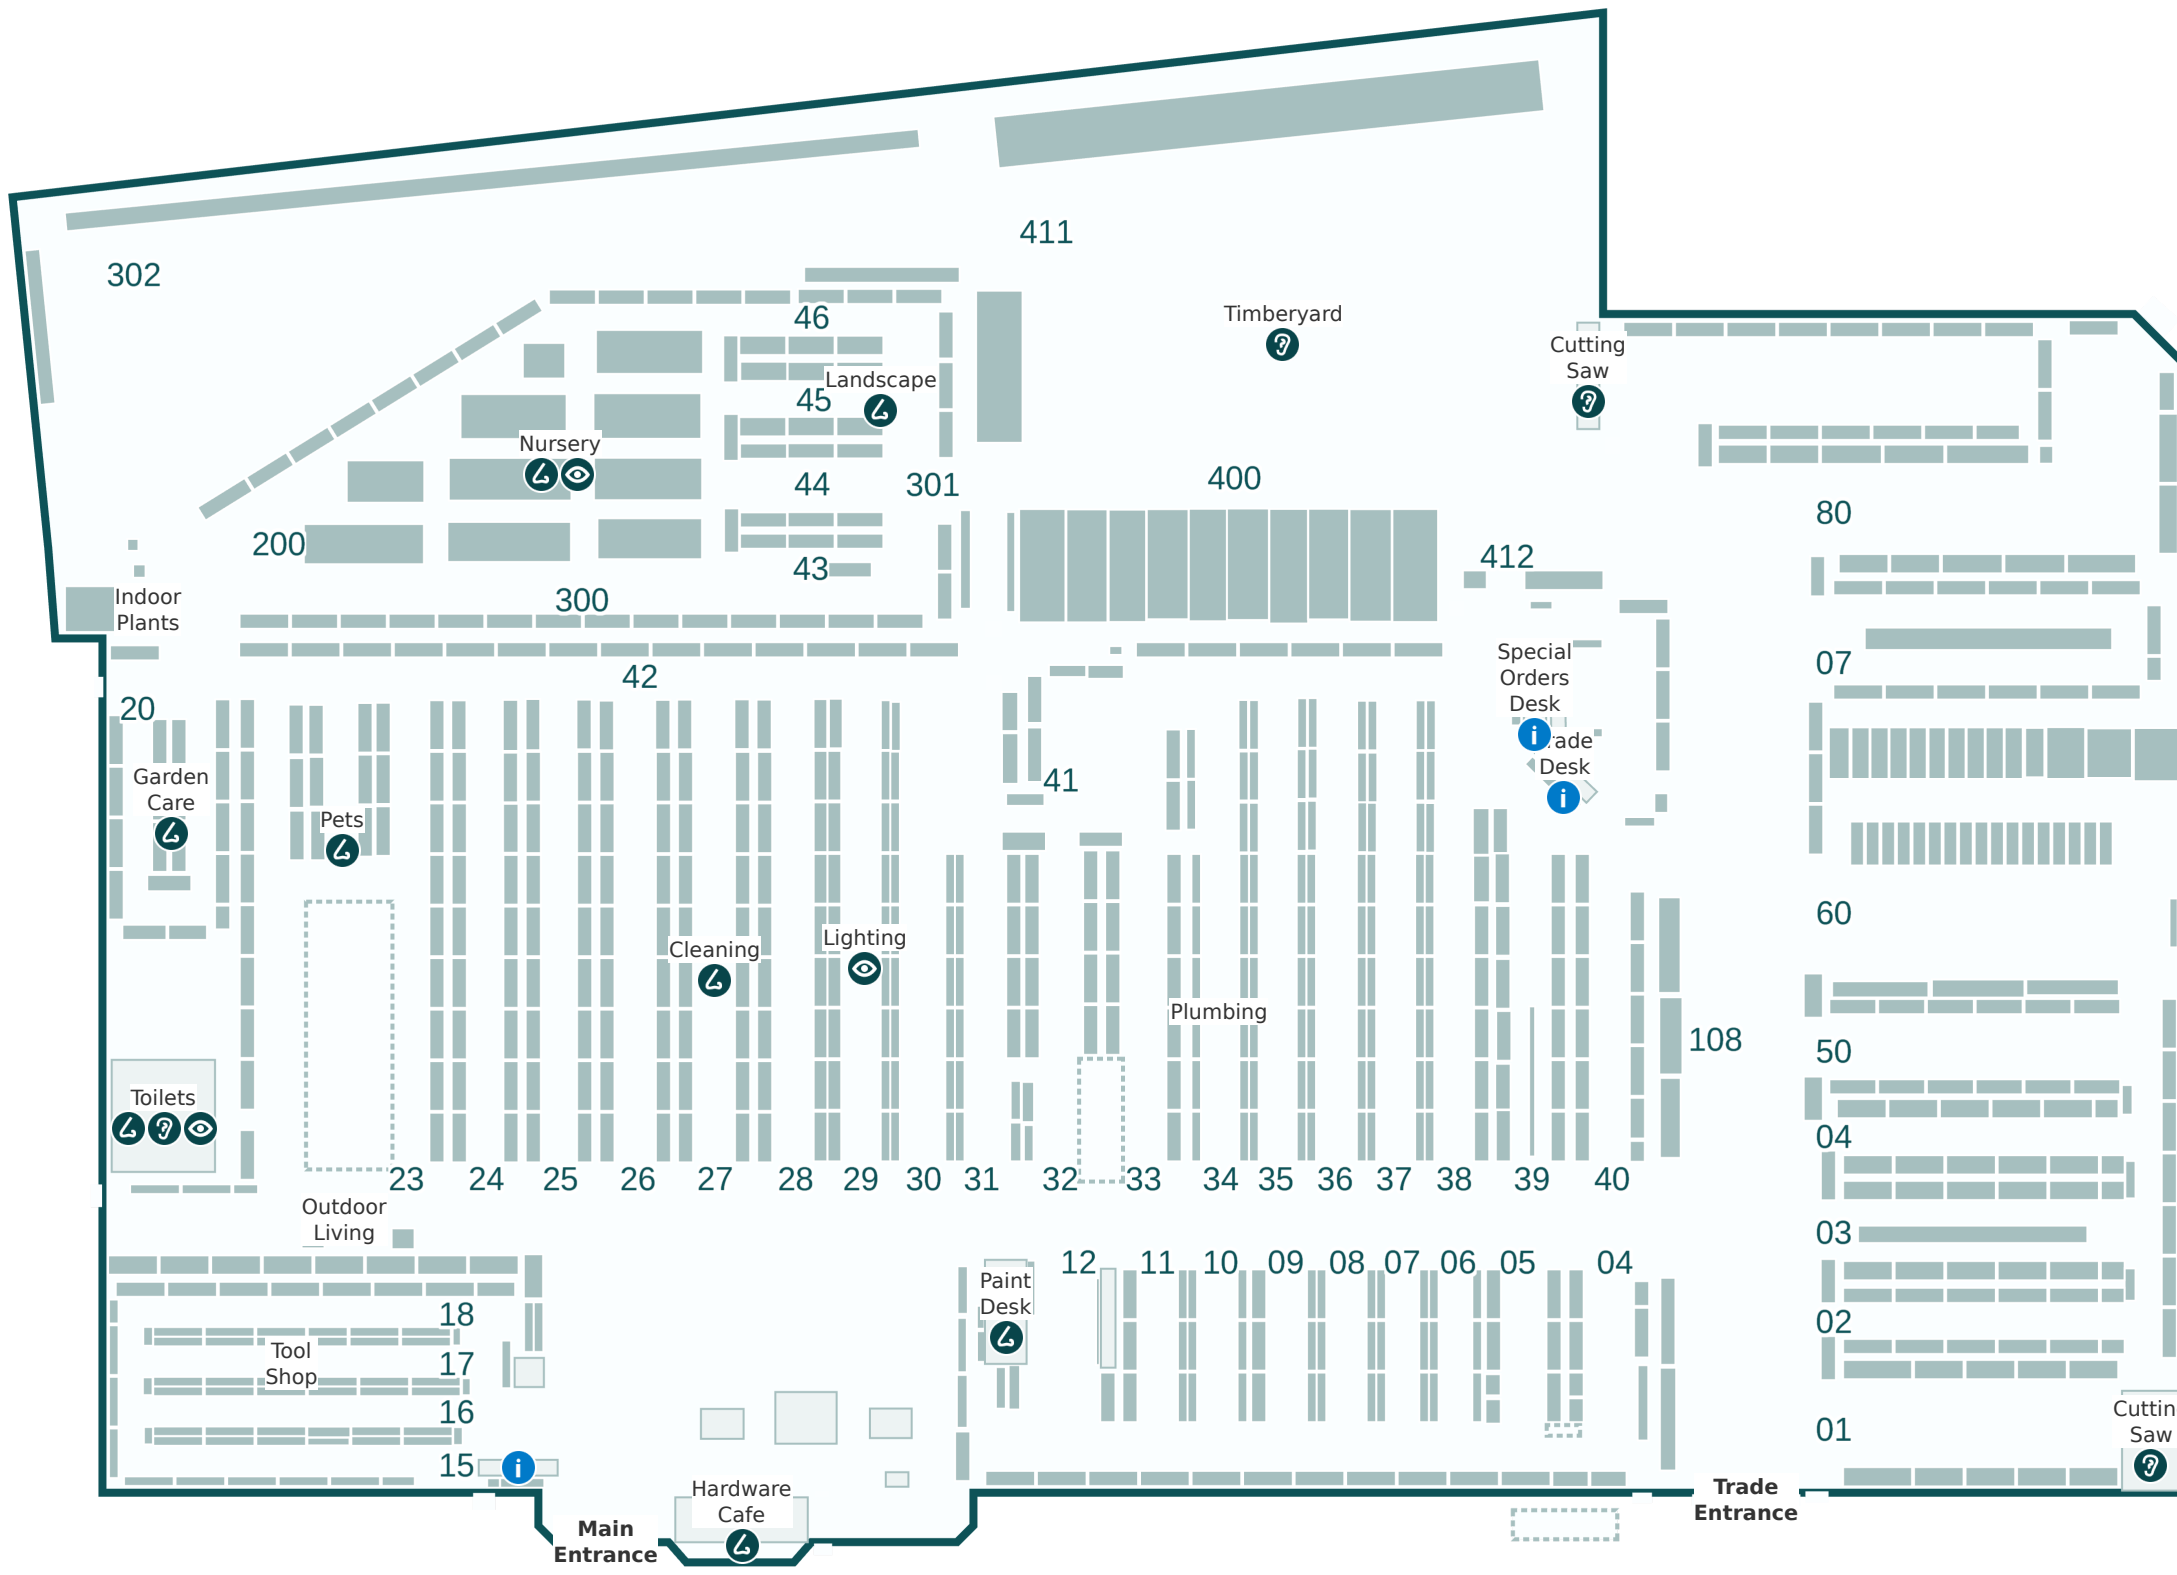 411
302
Timberyard
46
Cutting
Saw
Landscape
45
Nursery
44
301
400
80
200
43
412
300
Indoor
Plants
Special
Orders
Desk
07
42
20
rade
Desk
Garden
Care
41
Pets
60
Cleaning
Lighting
Plumbing
108
50
Toilets
04
23
24
25
26
27
28
29
30
31
32
33
34
35
36
37
38
39
40
Outdoor
Living
03
12
11
10
09
08
07
06
05
04
Paint
Desk
18
02
Tool
Shop
17
16
01
Cuttin
Saw
15
i
Hardware
Cafe
Trade
Entrance
Main
Entrance